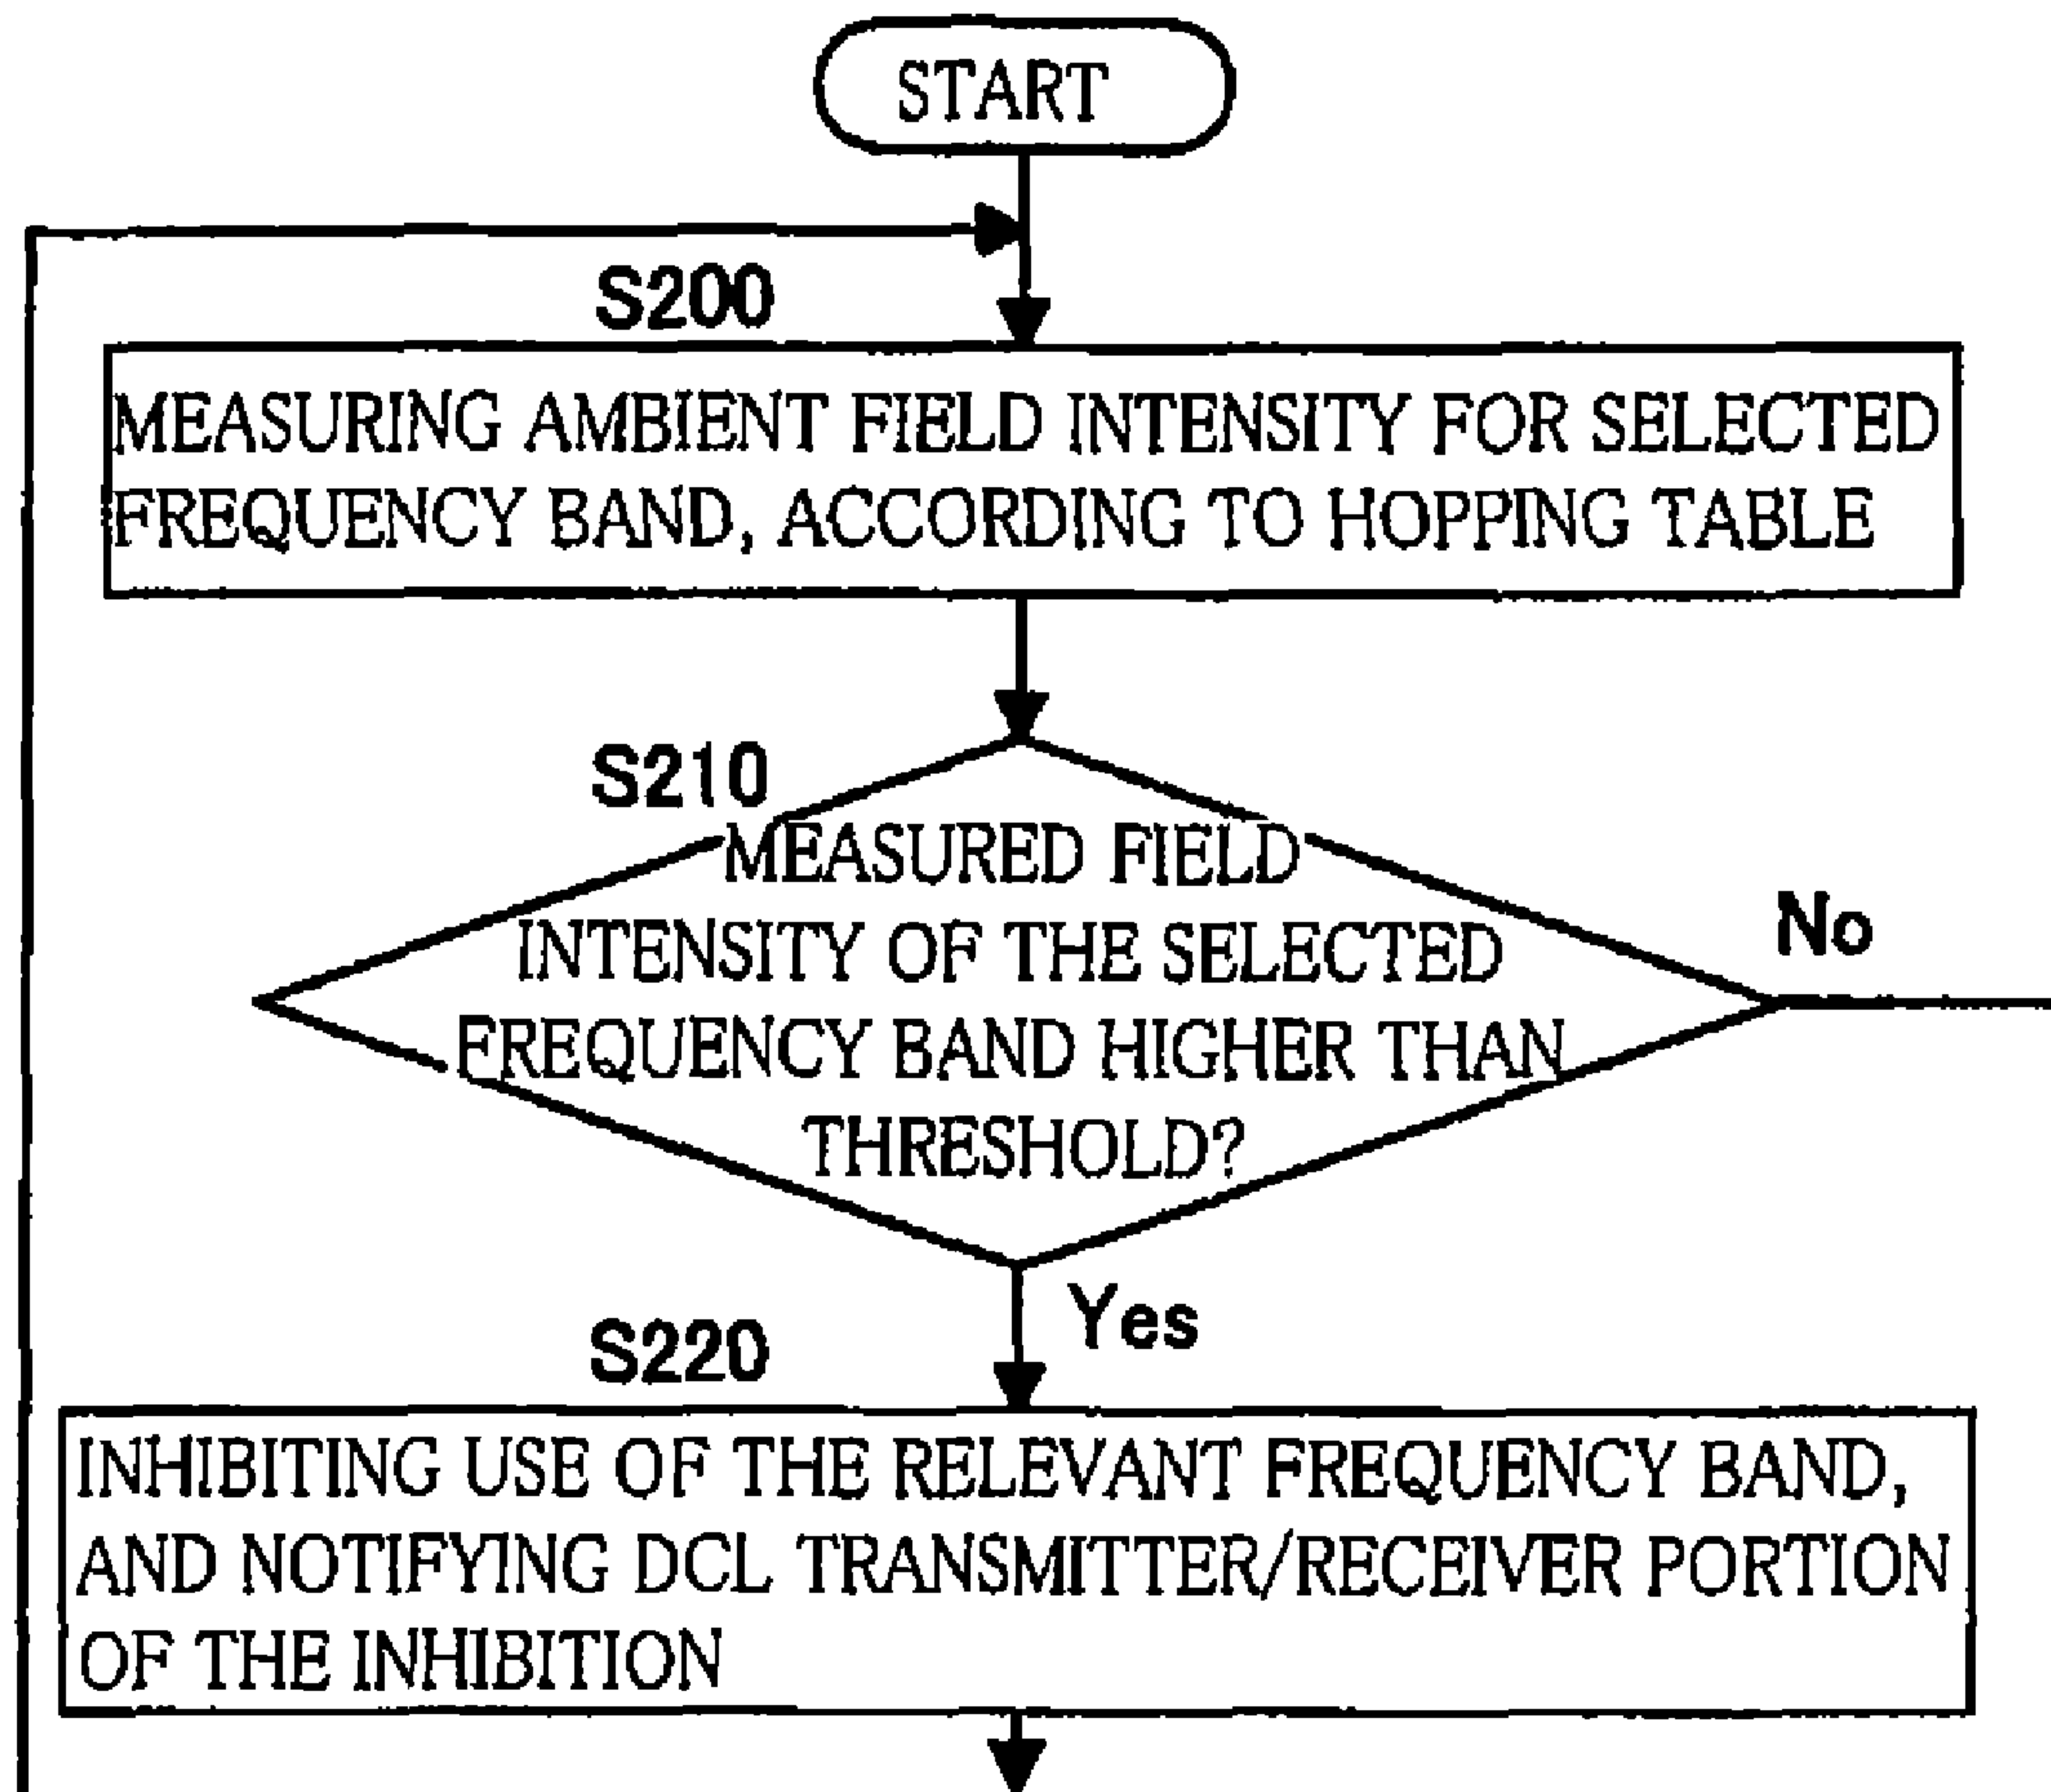 START
S200
MEASURING AMBIENT FIELD INTENSITY FOR SELECTED
FREQUENCY BAND, ACCORDING TO HOPPING TABLE
S210
MEASURED FIELD
INTENSITY OF THE SELECTED
FREQUENCY BAND HIGHER THAN
THRESHOLD?
No
Yes
S220
INHIBITING USE OF THE RELEVANT FREQUENCY BAND,
AND NOTIFYING DCL TRANSMITTER/RECEIVER PORTION
OF THE INHIBITION